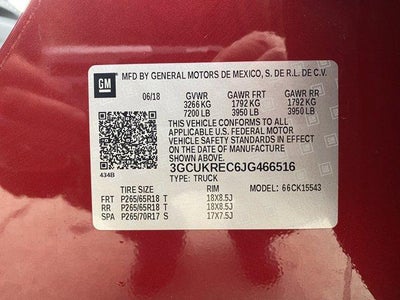 GM
MFD BY GENERAL MOTORS DE MEXICO, S. DE R.L. DE C.V.
06/18 GVWR GAWR FRT GAWR RR
3266 KG 1792 KG 1792 KG
7200 LB 3950 LB 3950 LB
THIS VEHICLE CONFORMS TO ALL
APPLICABLE U.S. FEDERAL MOTOR
VEHICLE SAFETY STANDARDS IN EFFECT
ON THE DATE OF MANUFACTURE SHOWN ABOVE.
434B 3GCUKREC6JG466516
TYPE: TRUCK
TIRE SIZE RIM MODEL: 66CK15543
FRT P265/65R18 T 18X8.5J
RR P265/65R18 T 18X8.5J
SP P265/70R17 S 17X7.5J